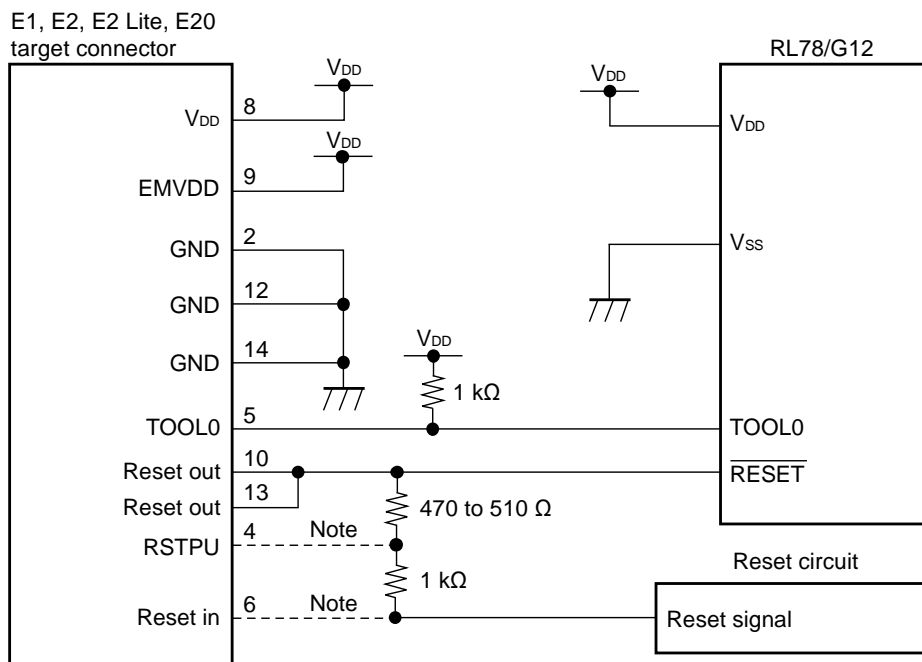 E1, E2, E2 Lite, E20
target connector
RL78/G12
VDD
VDD
VDD
8
VDD
VDD
9
EMVDD
2
GND
VSS
12
GND
14
GND
VDD
1 kΩ
5
TOOL0
TOOL0
10
Reset out
RESET
13
Reset out
470 to 510 Ω
4
Note
RSTPU
Reset circuit
1 kΩ
6
Note
Reset in
Reset signal